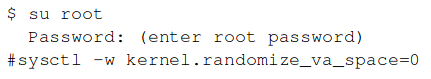 $ su root
Password: (enter root password)
#sysctl -w kernel.randomize_va_space=0